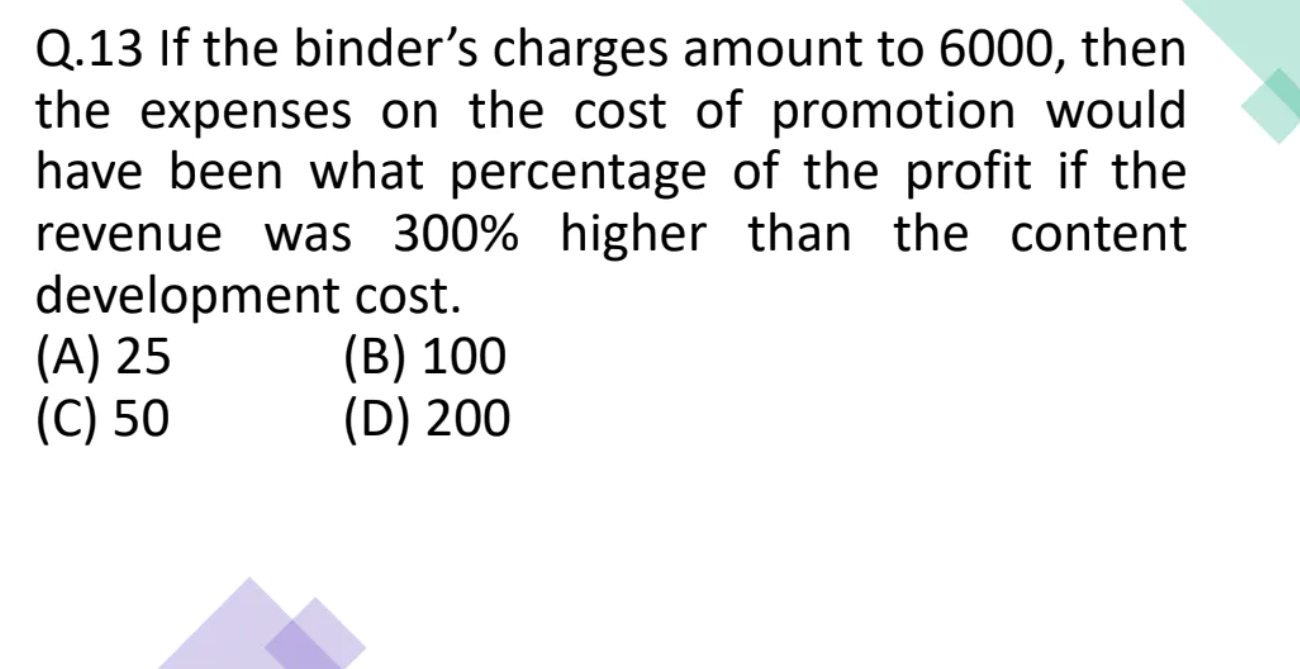 Q.13 If the binder’s charges amount to 6000, then
the expenses on the cost of promotion would
have been what percentage of the profit if the
revenue was 300% higher than the content
development cost.
(A) 25 (B) 100
(C) 50 (D) 200